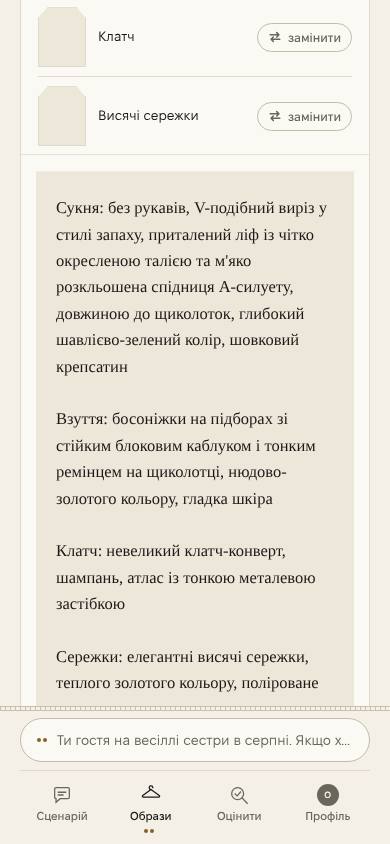 Клатч
замінити
Висячі сережки
замінити
Сукня: без рукавів, V-подібний виріз у
стилі запаху, приталений ліф із чітко
окресленою талією та м'яко
розкльошена спідниця А-силуету,
довжиною до щиколоток, глибокий
шавлієво-зелений колір, шовковий
крепсатин
Взуття: босоніжки на підборах зі
стійким блоковим каблуком і тонким
ремінцем на щиколотці, нюдово-
золотого кольору, гладка шкіра
Клатч: невеликий клатч-конверт,
шампань, атлас із тонкою металевою
застібкою
Сережки: елегантні висячі сережки,
теплого золотого кольору, поліроване
Ти гостя на весіллі сестри в серпні. Якщо х...
Сценарій
Образи
Оцінити
О
Профіль